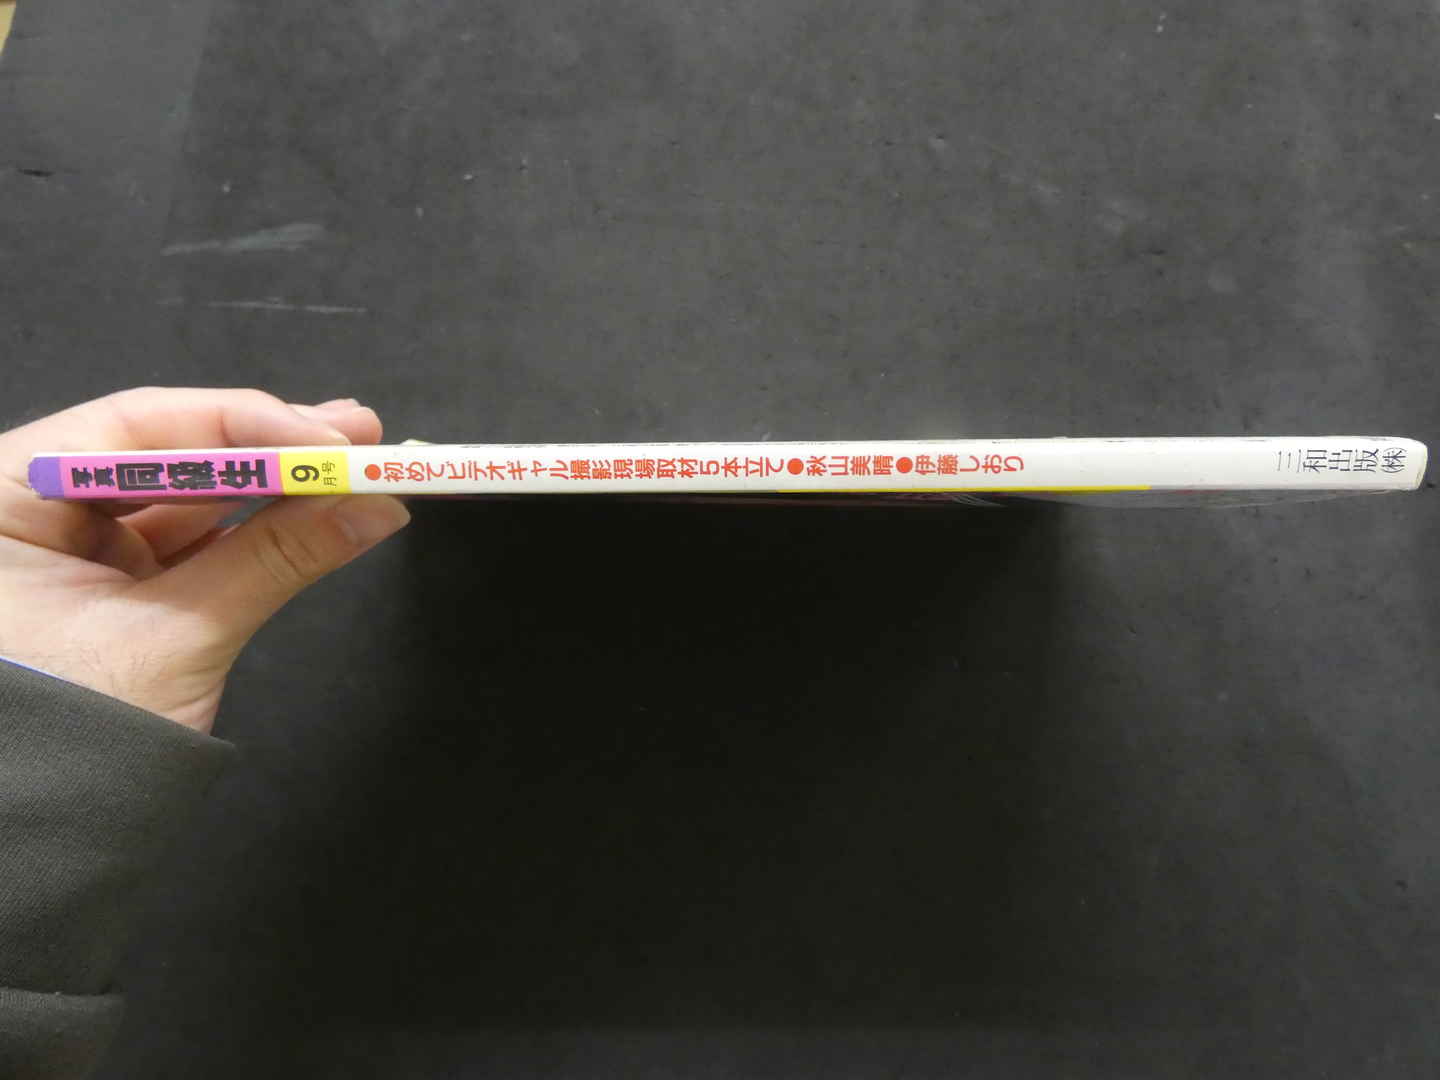 写真 同級生
9月号
●初めてビデオギャル撮影現場取材5本立て●秋山美晴●伊藤しおり
三和出版㈱